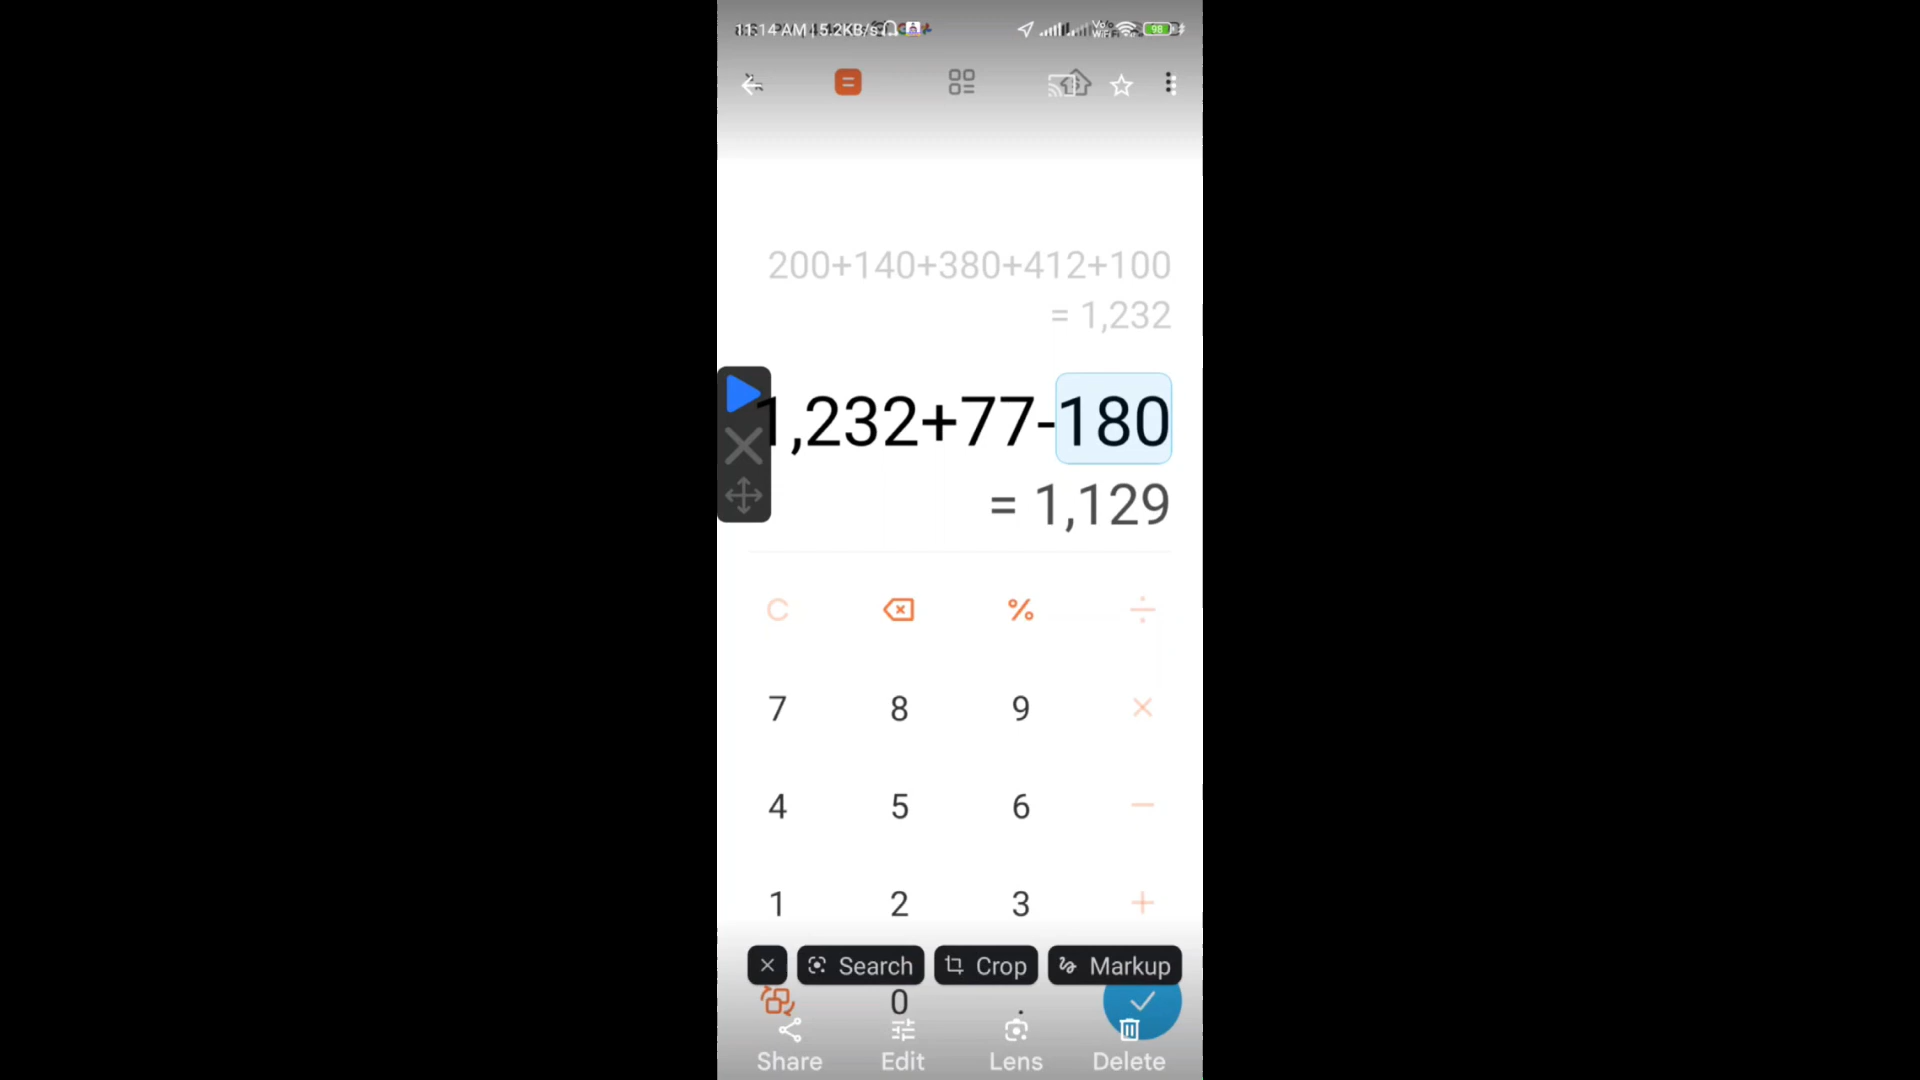 11:14 AM | 5.2KB/s
98
200+140+380+412+100
= 1,232
1,232+77-180
= 1,129
C % ÷
7 8 9 ×
4 5 6 −
1 2 3 +
Search Crop Markup
0 .
Share Edit Lens Delete